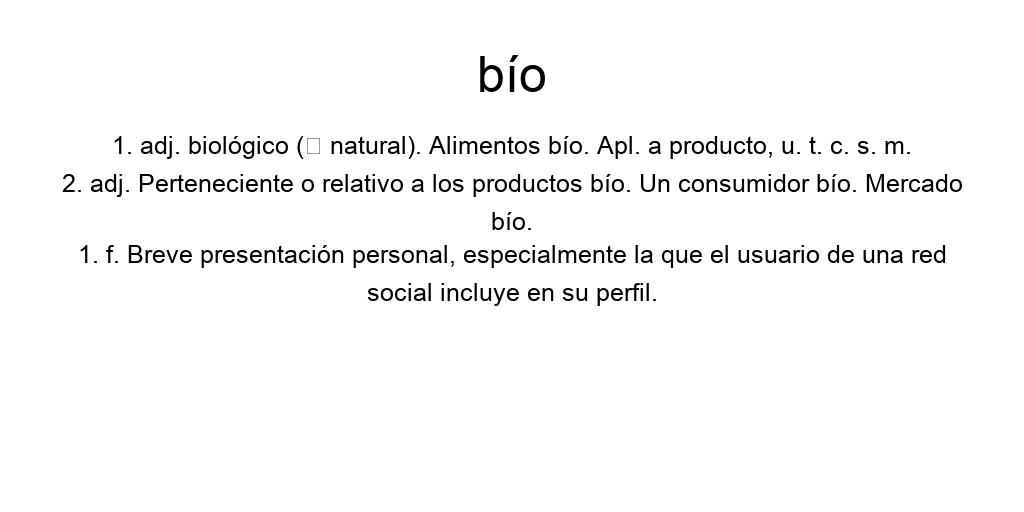 bío
1. adj. biológico (□ natural). Alimentos bío. Apl. a producto, u. t. c. s. m.
2. adj. Perteneciente o relativo a los productos bío. Un consumidor bío. Mercado
bío.
1. f. Breve presentación personal, especialmente la que el usuario de una red
social incluye en su perfil.